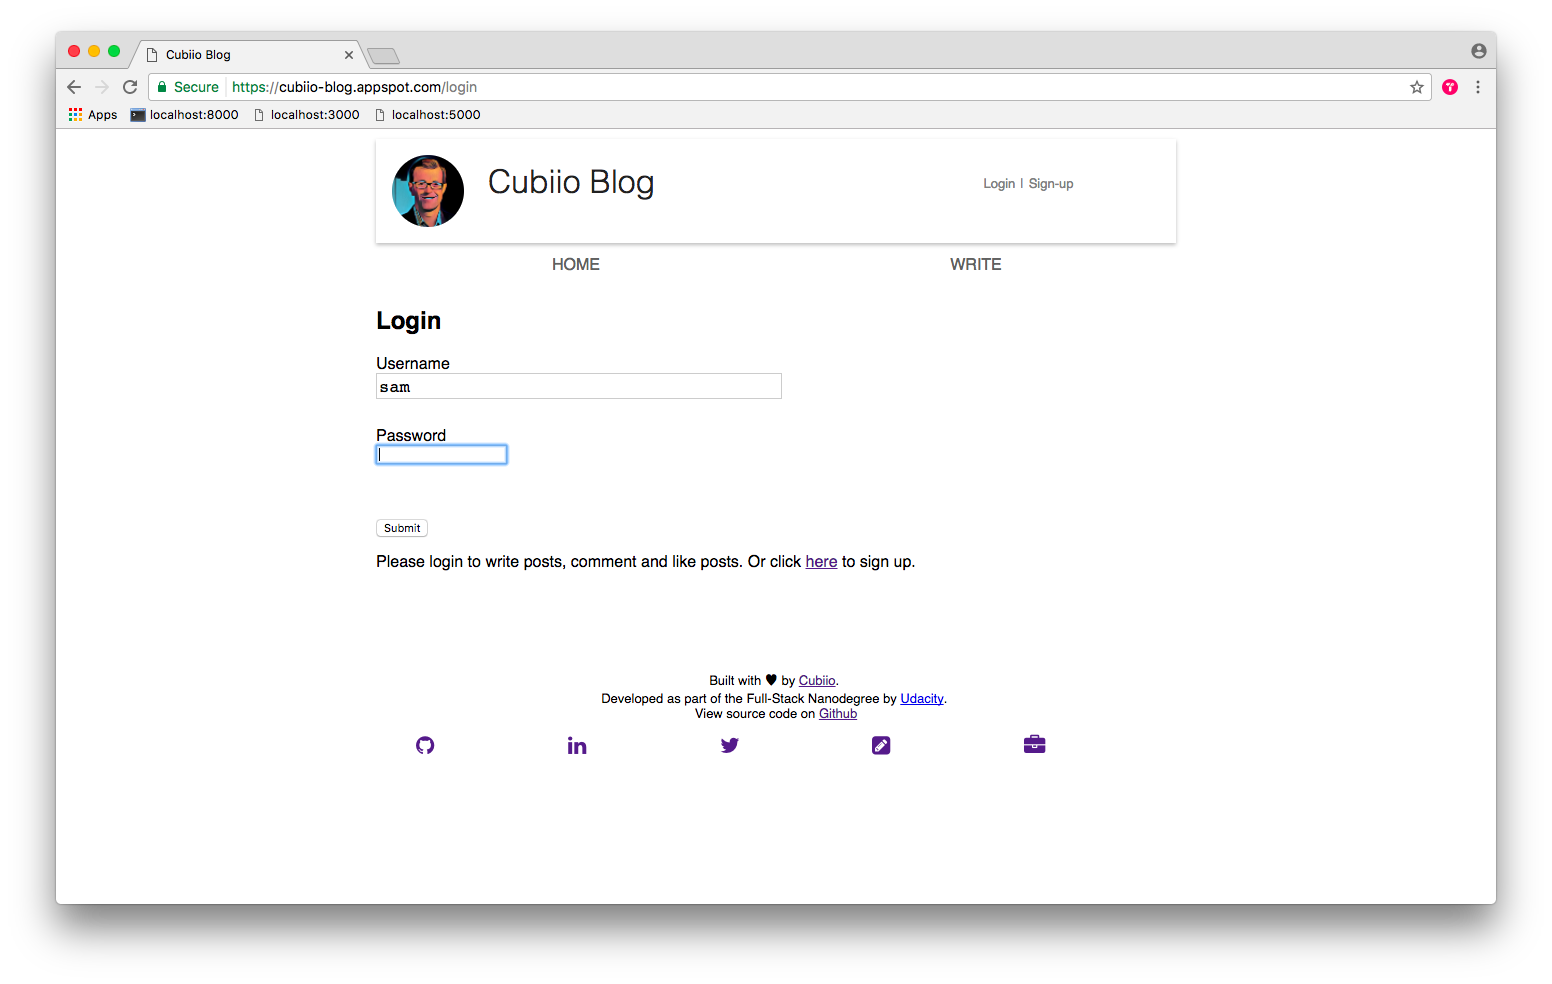 Cubiio Blog
Secure https://cubiio-blog.appspot.com/login
Apps localhost:8000 localhost:3000 localhost:5000
Cubiio Blog
Login | Sign-up
HOME WRITE
Login
Username
sam
Password
Submit
Please login to write posts, comment and like posts. Or click here to sign up.
Built with ♥ by Cubiio.
Developed as part of the Full-Stack Nanodegree by Udacity.
View source code on Github